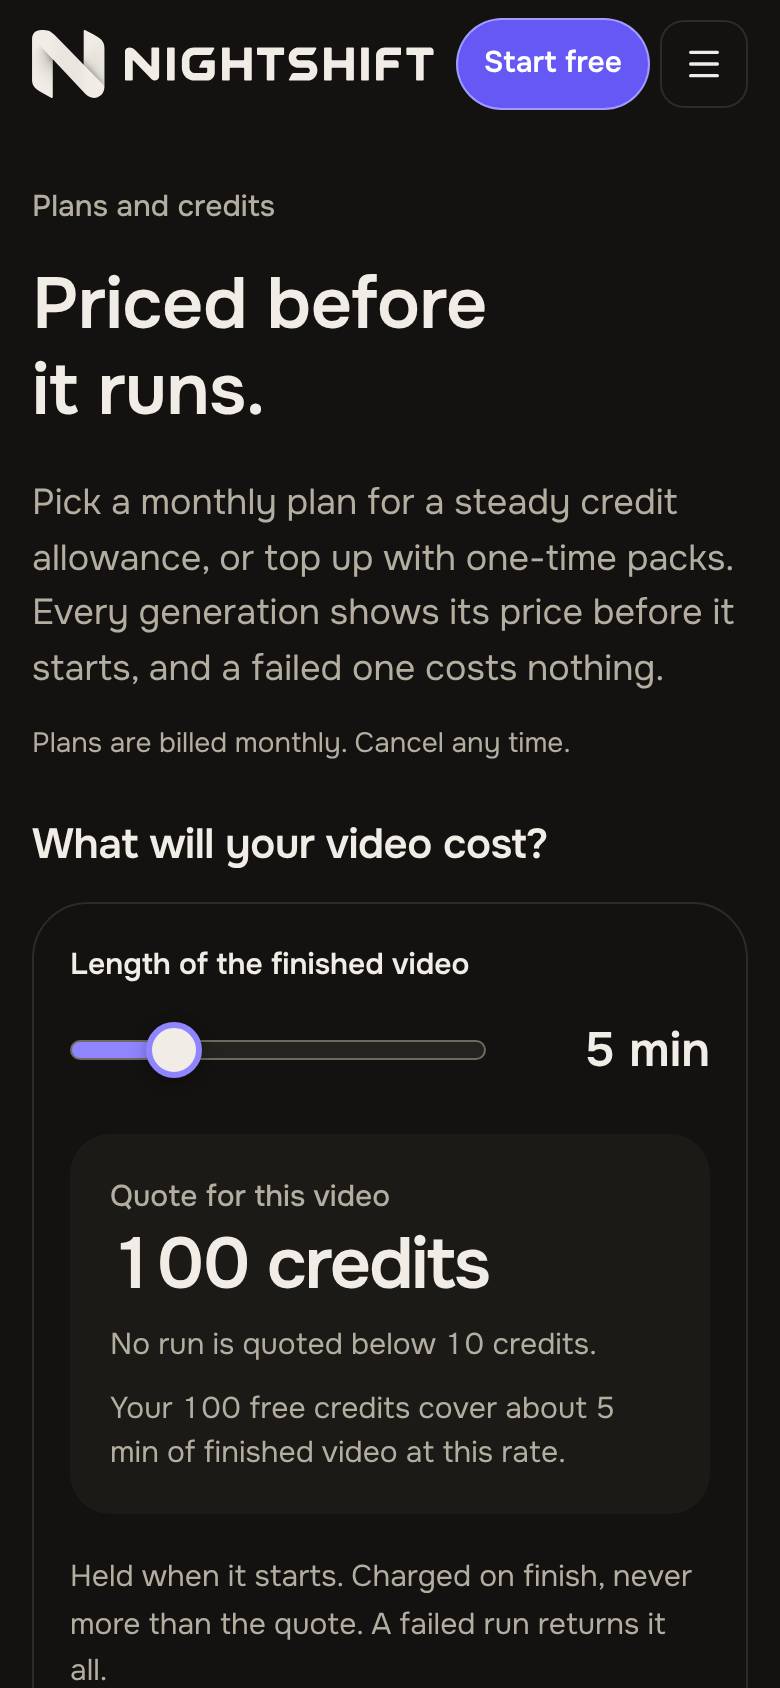 NIGHTSHIFT
Start free
Plans and credits
Priced before
it runs.
Pick a monthly plan for a steady credit
allowance, or top up with one-time packs.
Every generation shows its price before it
starts, and a failed one costs nothing.
Plans are billed monthly. Cancel any time.
What will your video cost?
Length of the finished video
5 min
Quote for this video
100 credits
No run is quoted below 10 credits.
Your 100 free credits cover about 5
min of finished video at this rate.
Held when it starts. Charged on finish, never
more than the quote. A failed run returns it
all.